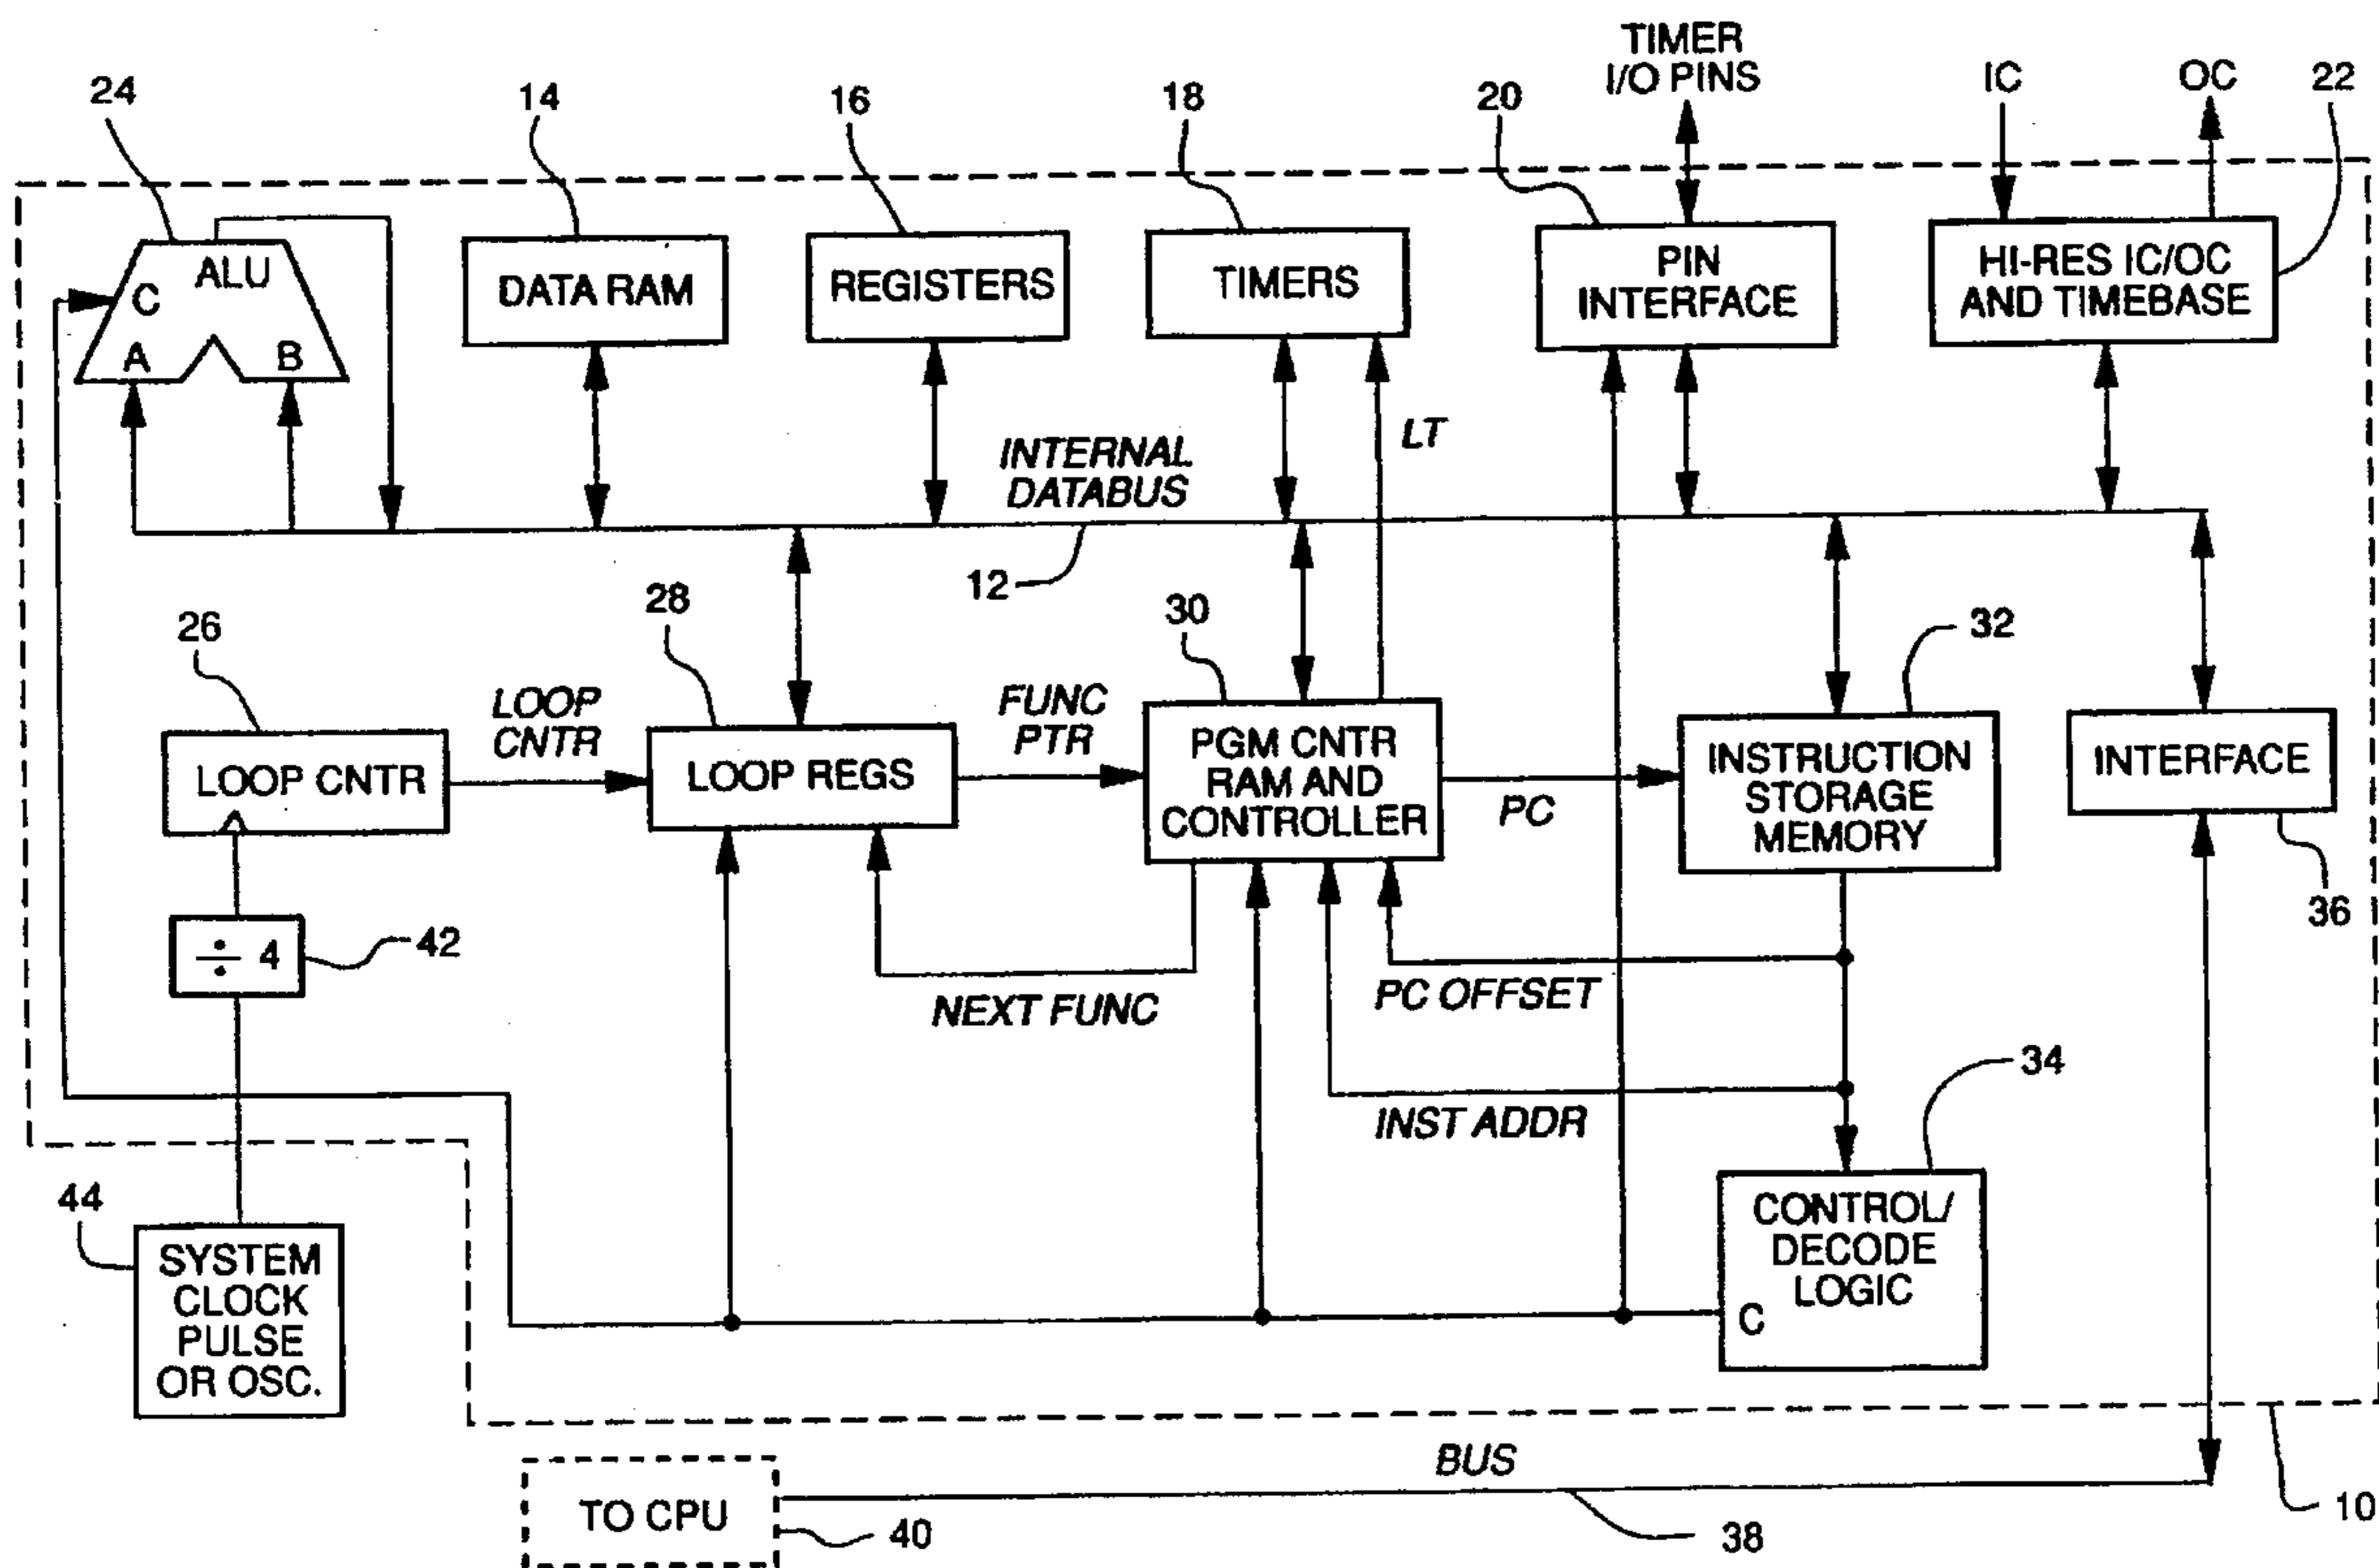 TIMER
I/O PINS
IC
OC
22
24
14
16
18
20
ALU
C
A
B
DATA RAM
REGISTERS
TIMERS
PIN
INTERFACE
HI-RES IC/OC
AND TIMEBASE
LT
INTERNAL
DATABUS
12
26
28
30
32
LOOP
CNTR
FUNC
PTR
LOOP CNTR
LOOP REGS
PGM CNTR
RAM AND
CONTROLLER
PC
INSTRUCTION
STORAGE
MEMORY
INTERFACE
36
÷ 4
42
NEXT FUNC
PC OFFSET
INST ADDR
34
44
SYSTEM
CLOCK
PULSE
OR OSC.
CONTROL/
DECODE
LOGIC
C
BUS
TO CPU
40
38
10